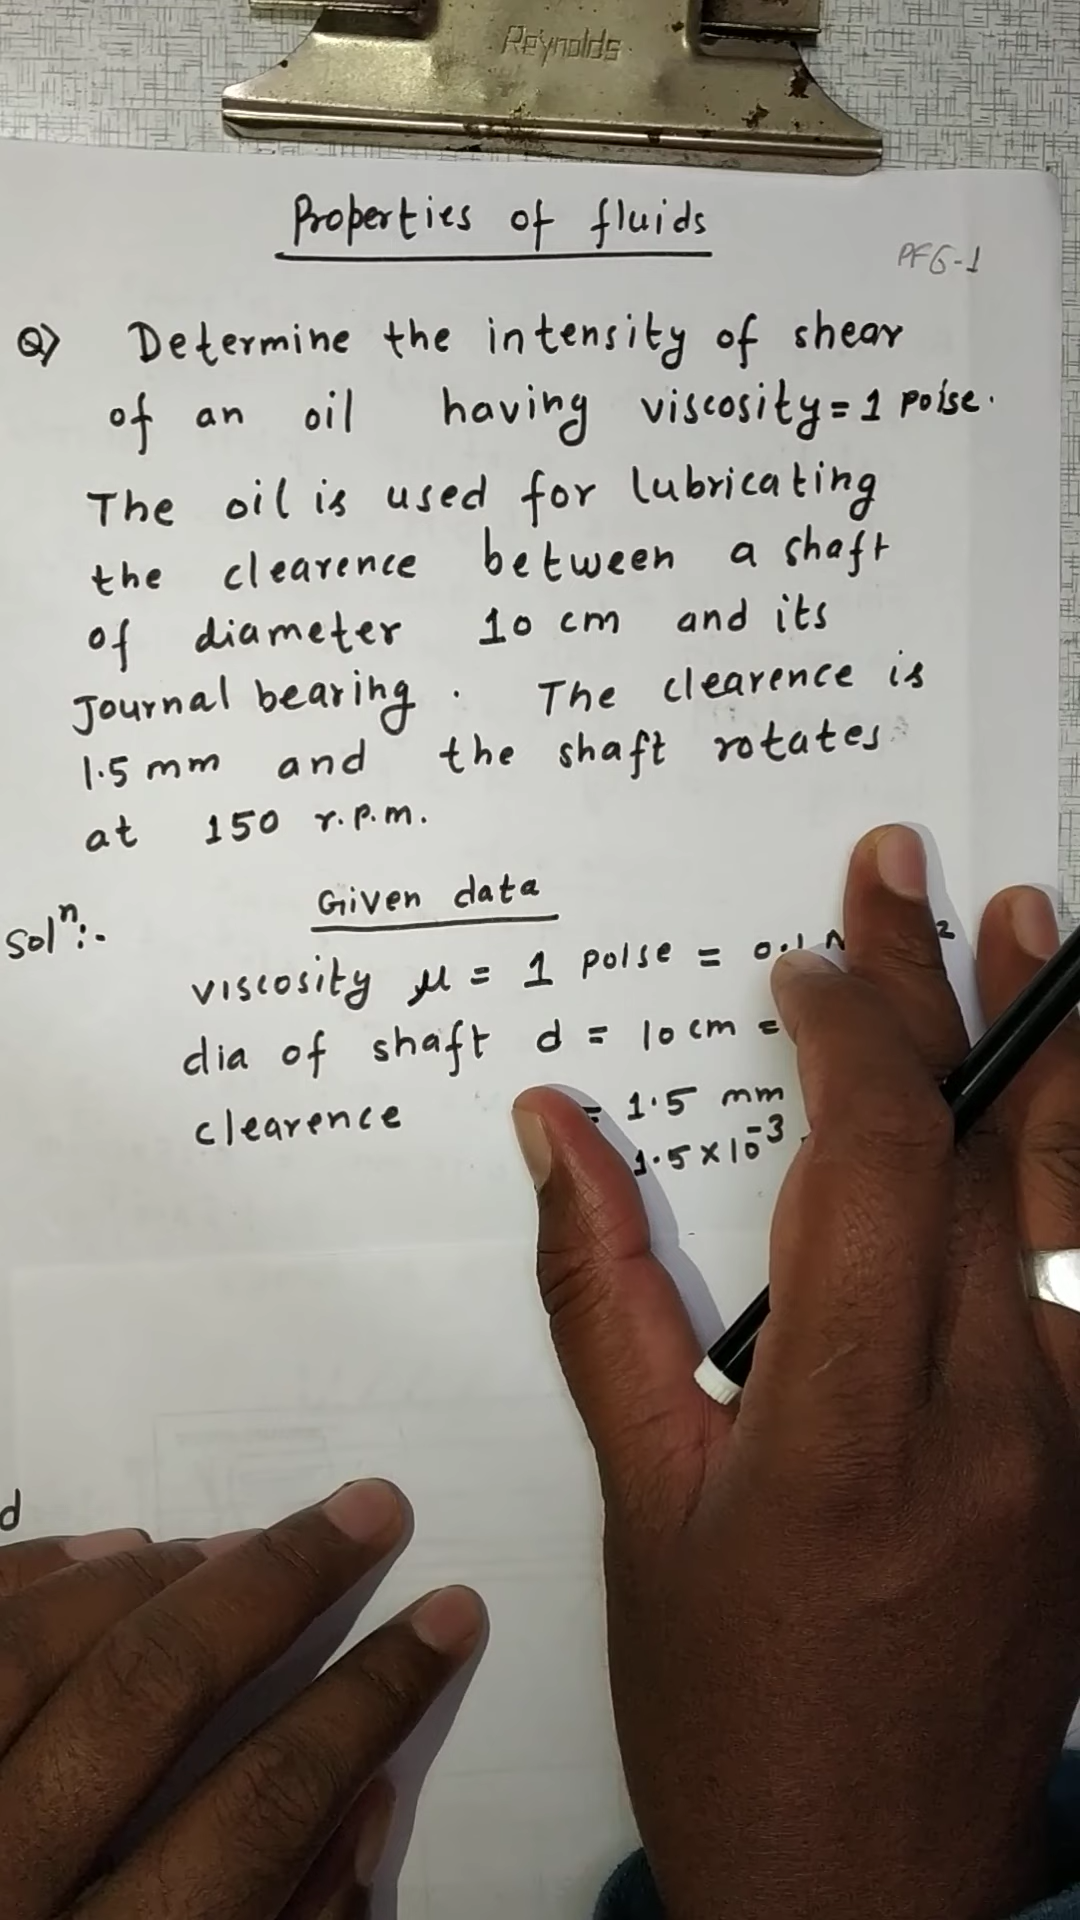 Reynolds
Properties of fluids
PFG-1
Q) Determine the intensity of shear
of an oil having viscosity = 1 poise.
The oil is used for lubricating
the clearence between a shaft
of diameter 10 cm and its
Journal bearing. The clearence is
1.5 mm and the shaft rotates
at 150 r.p.m.
Given data
Solⁿ:-
viscosity μ = 1 poise = 0.1 N 2
dia of shaft d = 10 cm =
clearence = 1.5 mm
1.5 × 10⁻³
d